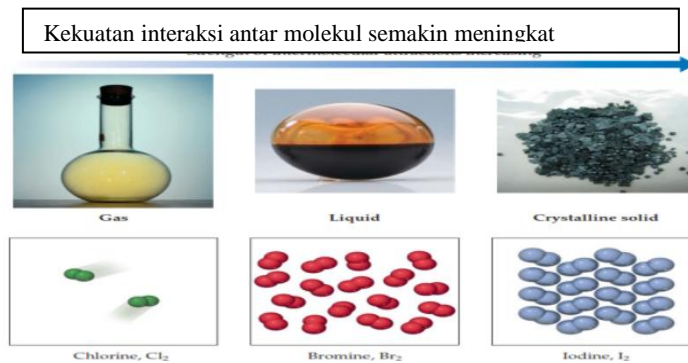 Kekuatan interaksi antar molekul semakin meningkat
Gas
Liquid
Crystalline solid
Chlorine, Cl₂
Bromine, Br₂
Iodine, I₂